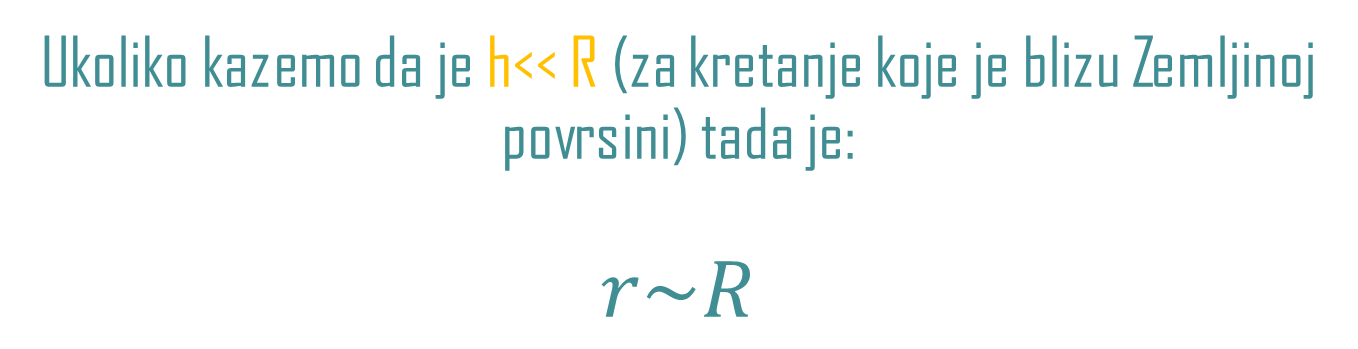 Ukoliko kazemo da je h<< R (za kretanje koje je blizu Zemljinoj
povrsini) tada je:
r~R